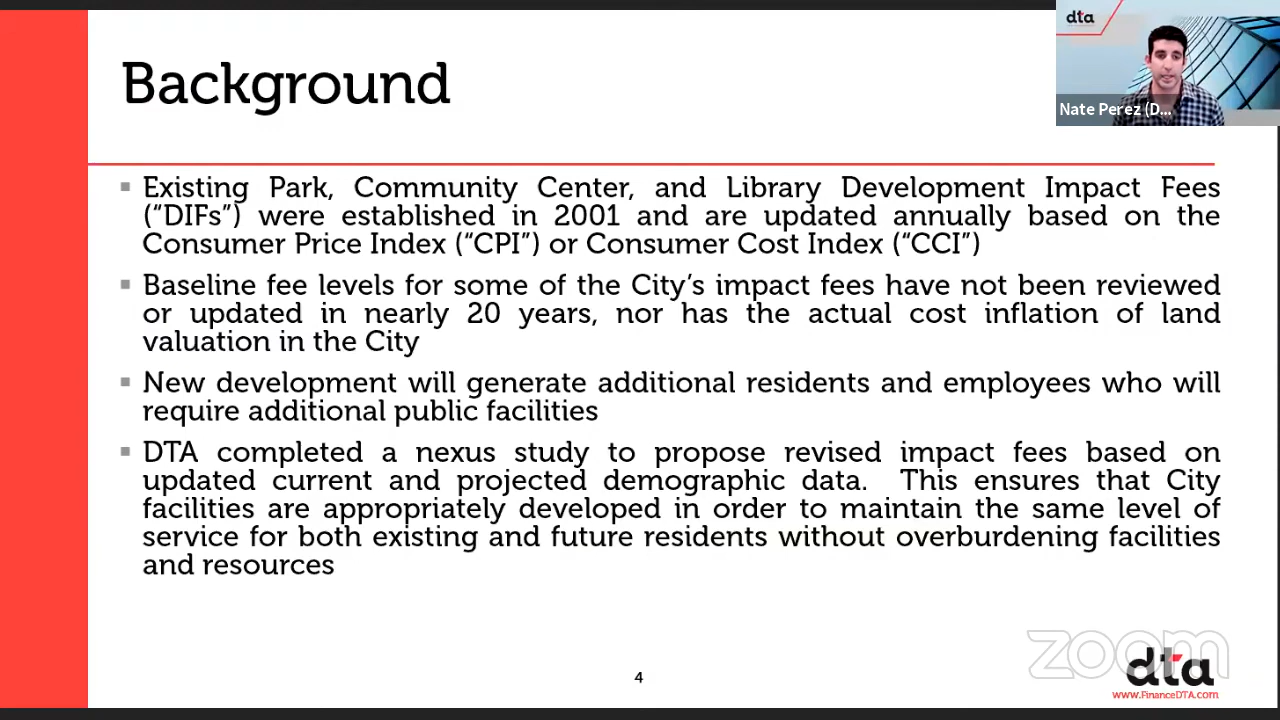 Background
dta
Nate Perez (D...
▪ Existing Park, Community Center, and Library Development Impact Fees
(“DIFs”) were established in 2001 and are updated annually based on the
Consumer Price Index (“CPI”) or Consumer Cost Index (“CCI”)
▪ Baseline fee levels for some of the City’s impact fees have not been reviewed
or updated in nearly 20 years, nor has the actual cost inflation of land
valuation in the City
▪ New development will generate additional residents and employees who will
require additional public facilities
▪ DTA completed a nexus study to propose revised impact fees based on
updated current and projected demographic data.  This ensures that City
facilities are appropriately developed in order to maintain the same level of
service for both existing and future residents without overburdening facilities
and resources
zoom
dta
4
www.FinanceDTA.com